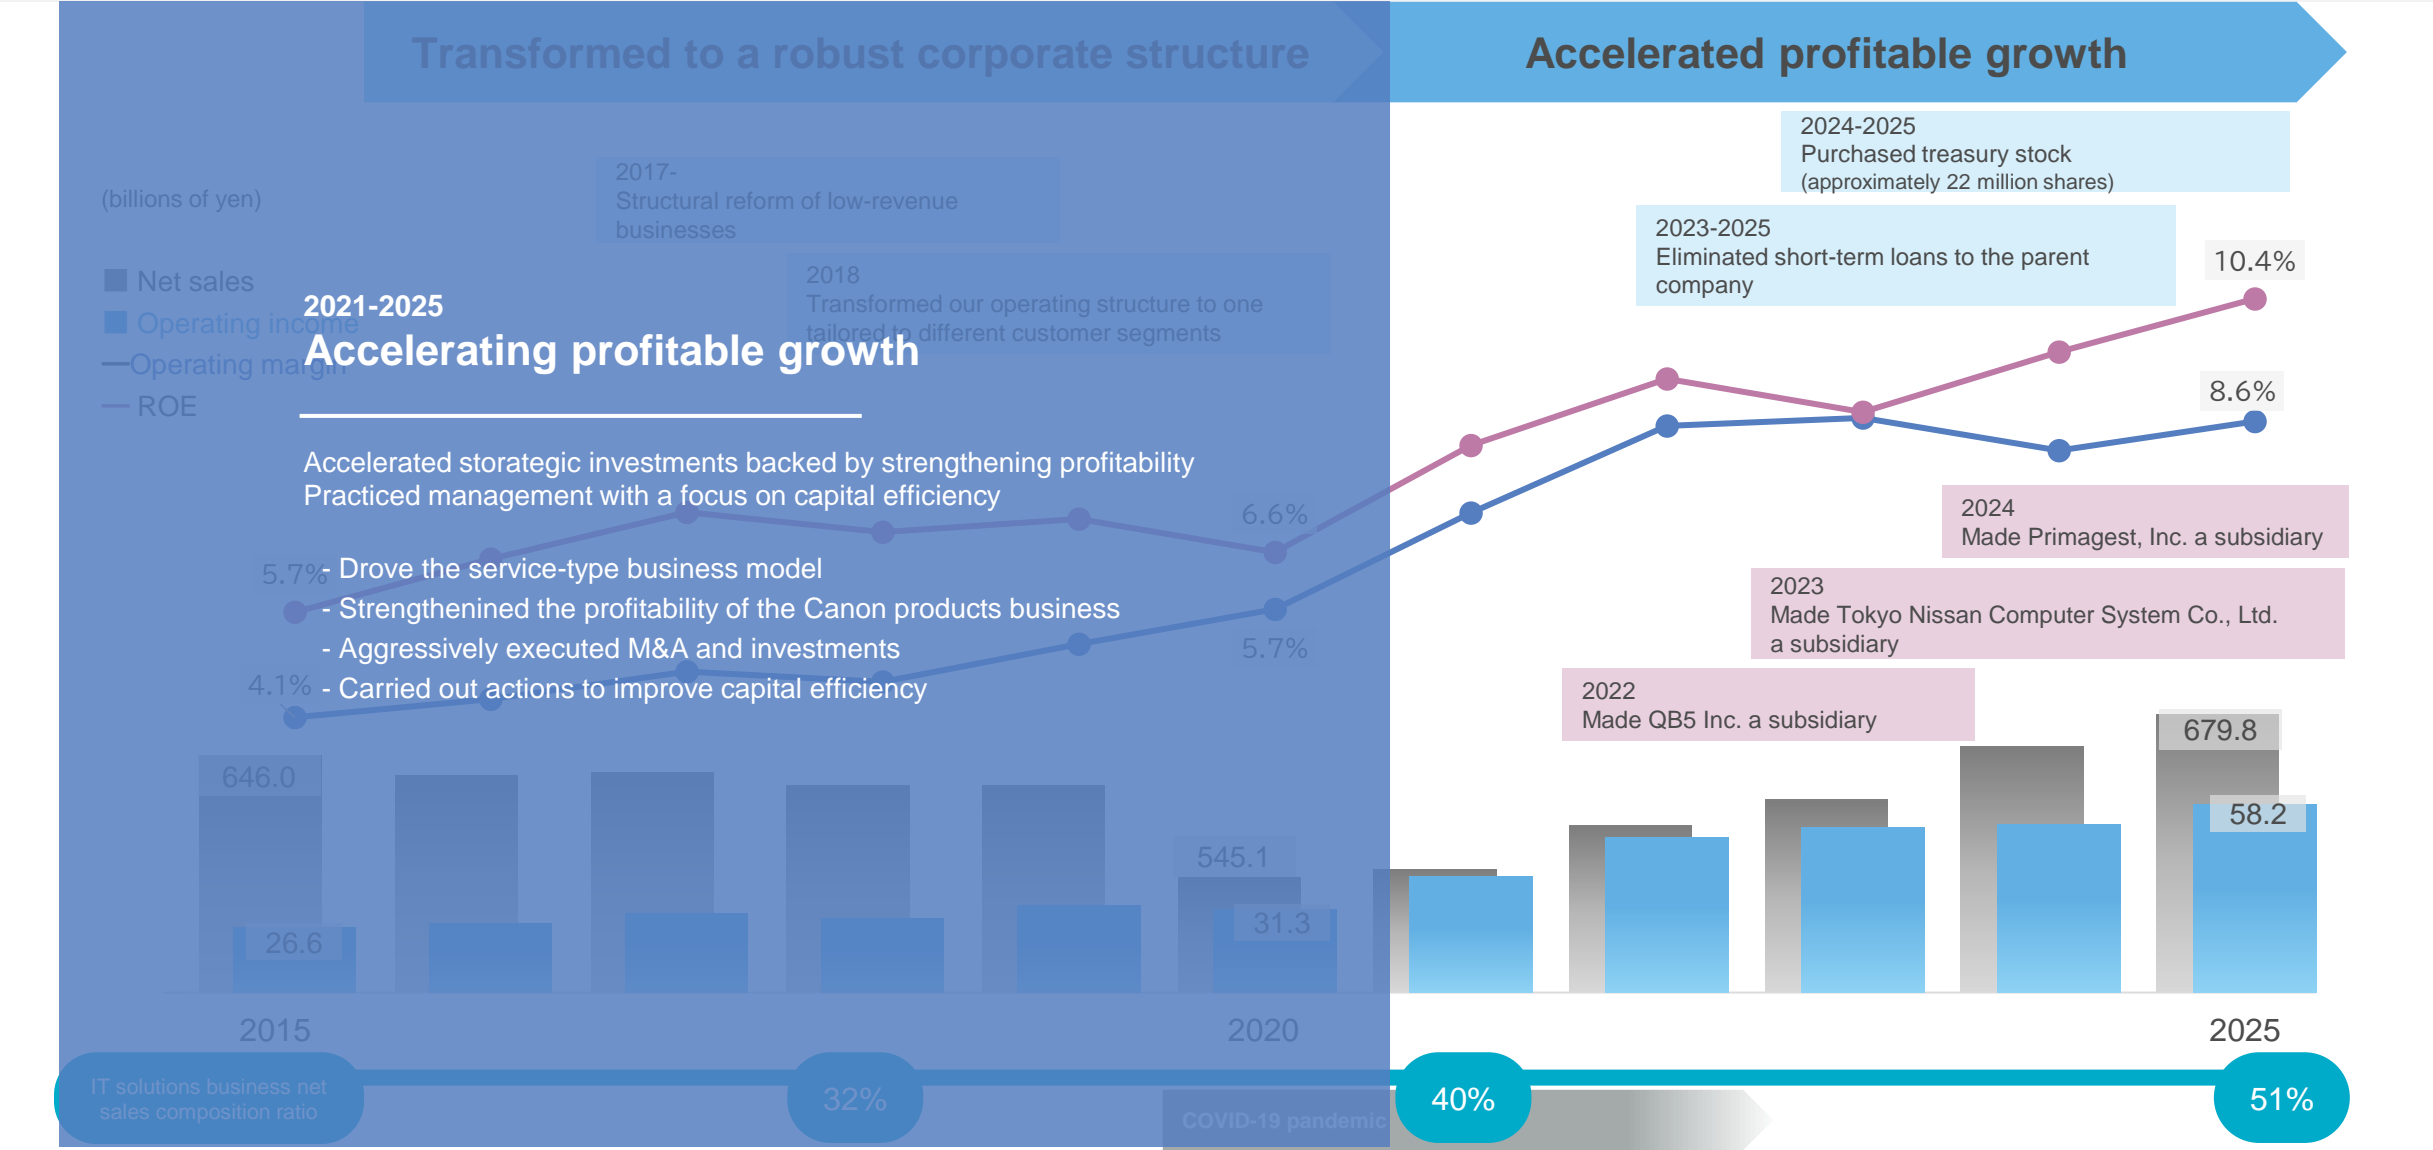 Transformed to a robust corporate structure
Accelerated profitable growth
2024-2025
Purchased treasury stock
(approximately 22 million shares)
2017-
Structural reform of low-revenue
businesses
(billions of yen)
2023-2025
Eliminated short-term loans to the parent
company
10.4%
2018
Transformed our operating structure to one
tailored to different customer segments
Net sales
Operating income
Operating margin
ROE
2021-2025
Accelerating profitable growth
8.6%
Accelerated storategic investments backed by strengthening profitability
Practiced management with a focus on capital efficiency
6.6%
2024
Made Primagest, Inc. a subsidiary
5.7%
- Drove the service-type business model
- Strengthenined the profitability of the Canon products business
- Aggressively executed M&A and investments
- Carried out actions to improve capital efficiency
5.7%
4.1%
2023
Made Tokyo Nissan Computer System Co., Ltd.
a subsidiary
2022
Made QB5 Inc. a subsidiary
679.8
646.0
58.2
545.1
31.3
26.6
2015
2020
2025
IT solutions business net
sales composition ratio
32%
COVID-19 pandemic
40%
51%